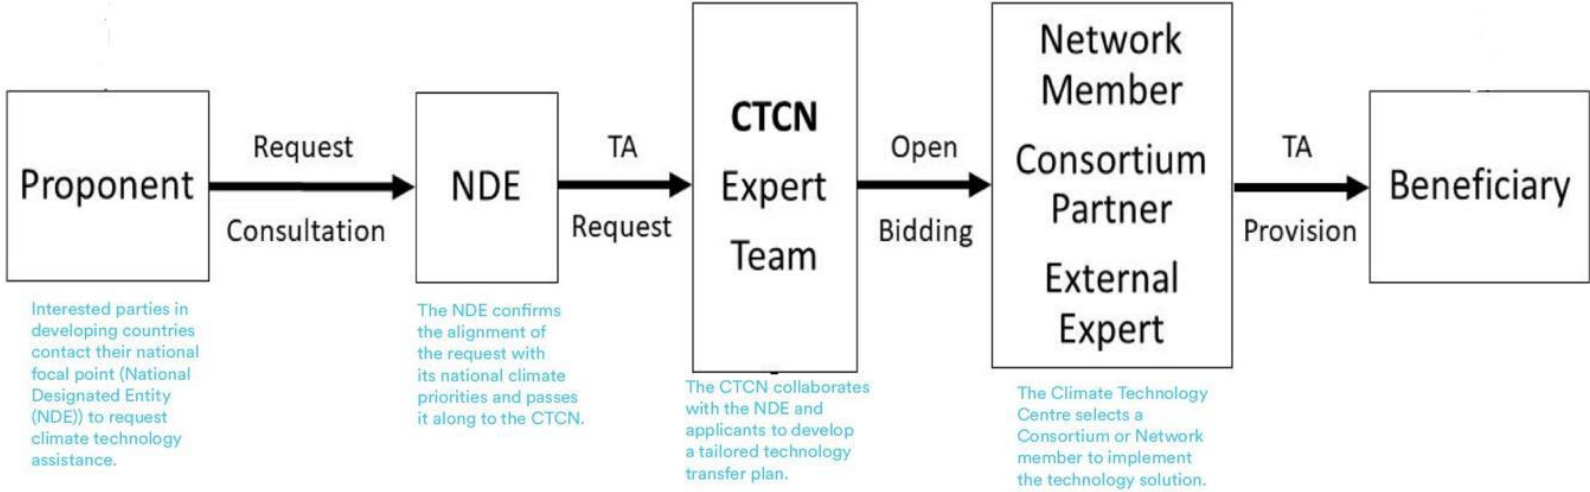 Proponent
Request
Consultation
NDE
TA
Request
CTCN
Expert
Team
Open
Bidding
Network
Member
Consortium
Partner
External
Expert
TA
Provision
Beneficiary
Interested parties in
developing countries
contact their national
focal point (National
Designated Entity
(NDE)) to request
climate technology
assistance.
The NDE confirms
the alignment of
the request with
its national climate
priorities and passes
it along to the CTCN.
The CTCN collaborates
with the NDE and
applicants to develop
a tailored technology
transfer plan.
The Climate Technology
Centre selects a
Consortium or Network
member to implement
the technology solution.